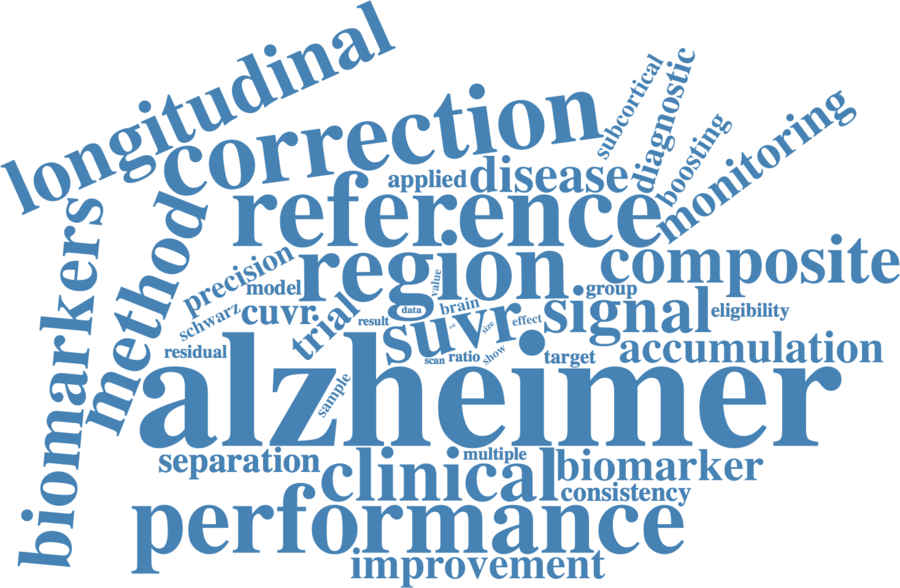 longitudinal
correction
subcortical
diagnostic
boosting
monitoring
applied
disease
reference
biomarkers
method
precision
region
composite
model
value
group
schwarz
cuvr
trial
data
brain
signal
eligibility
result
suvr
size
effect
residual
scan
ratio
show
target
accumulation
alzheimer
sample
separation
clinical
multiple
biomarker
consistency
performance
improvement